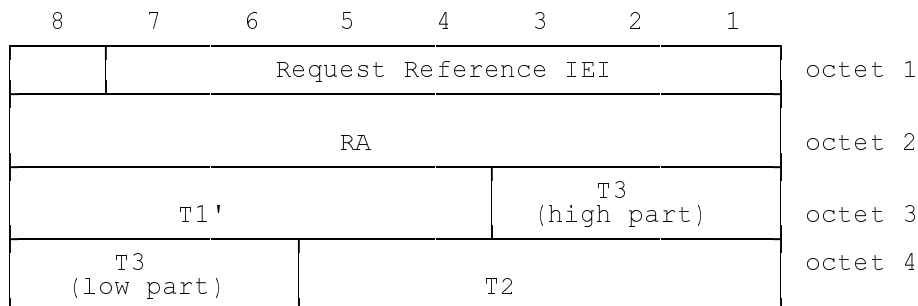 8 7 6 5 4 3 2 1
Request Reference IEI octet 1
RA octet 2
T3
T1' (high part) octet 3
T3 octet 4
(low part) T2